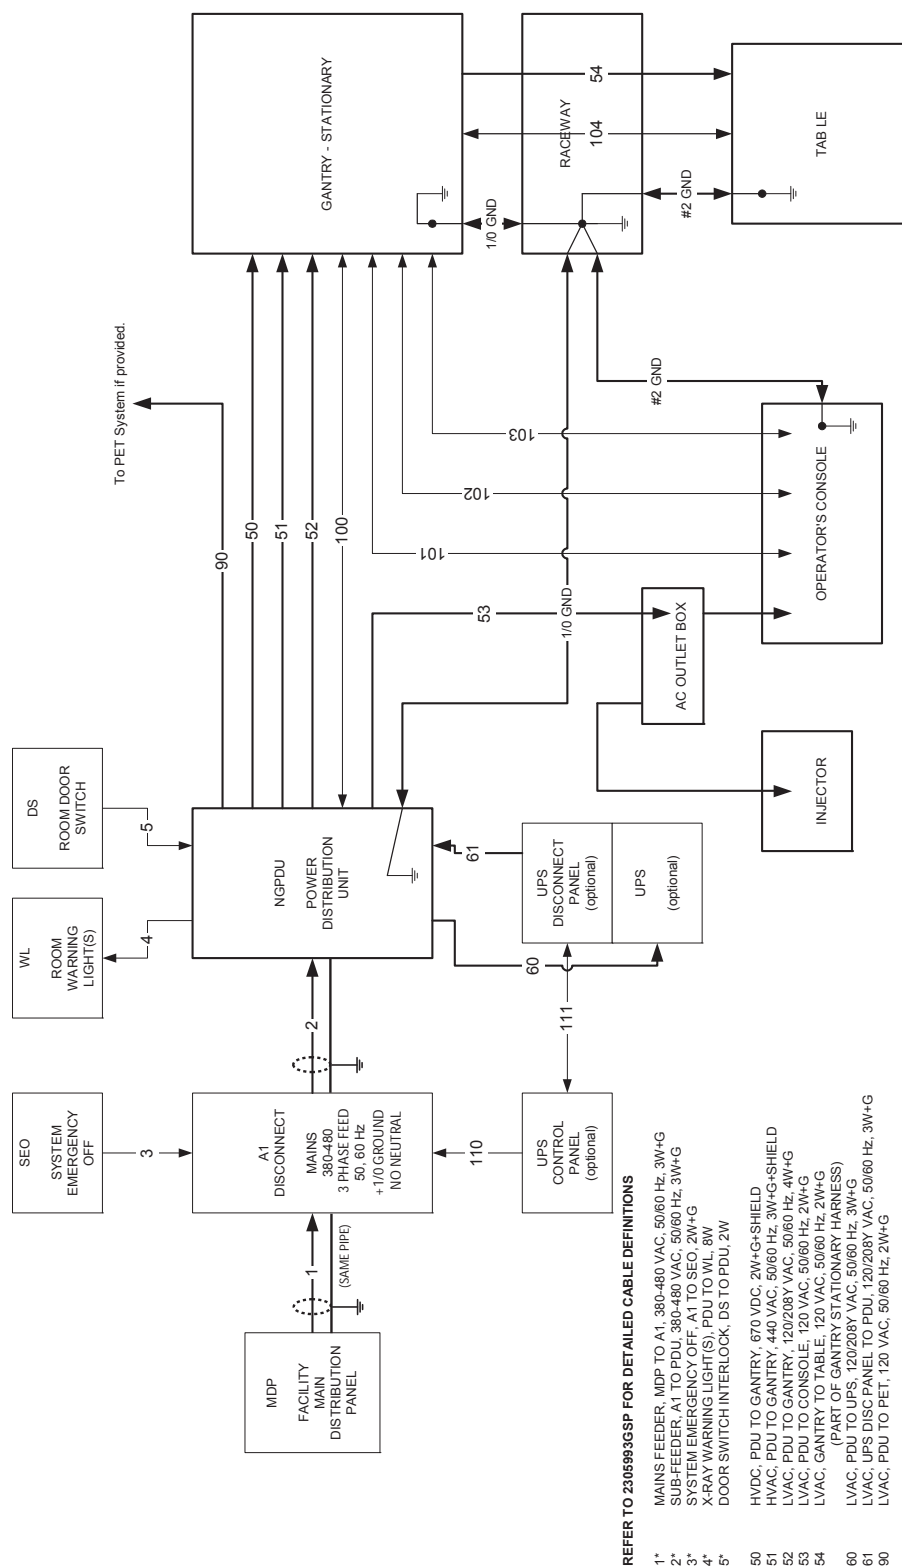 MDP
FACILITY
MAIN
DISTRIBUTION
PANEL
1
(SAME PIPE)
SEO
SYSTEM
EMERGENCY
OFF
3
A1
DISCONNECT
MAINS
380-480
3 PHASE FEED
50, 60 Hz
+ 1/0 GROUND
NO NEUTRAL
110
UPS
CONTROL
PANEL
(optional)
2
111
WL
ROOM
WARNING
LIGHT(S)
4
DS
ROOM DOOR
SWITCH
5
NGPDU
POWER
DISTRIBUTION
UNIT
60
61
UPS
DISCONNECT
PANEL
(optional)
UPS
(optional)
To PET System if provided.
90
50
51
52
100
53
101
102
103
1/0 GND
AC OUTLET BOX
INJECTOR
OPERATOR'S CONSOLE
#2 GND
GANTRY - STATIONARY
1/0 GND
RACEWAY
54
104
#2 GND
TABLE
REFER TO 2305993GSP FOR DETAILED CABLE DEFINITIONS
1* MAINS FEEDER, MDP TO A1, 380-480 VAC, 50/60 Hz, 3W+G
2* SUB-FEEDER, A1 TO PDU, 380-480 VAC, 50/60 Hz, 3W+G
3* SYSTEM EMERGENCY OFF, A1 TO SEO, 2W+G
4* X-RAY WARNING LIGHT(S), PDU TO WL, 8W
5* DOOR SWITCH INTERLOCK, DS TO PDU, 2W
50 HVDC, PDU TO GANTRY, 670 VDC, 2W+G+SHIELD
51 HVAC, PDU TO GANTRY, 440 VAC, 50/60 Hz, 3W+G+SHIELD
52 LVAC, PDU TO GANTRY, 120/208Y VAC, 50/60 Hz, 4W+G
53 LVAC, PDU TO CONSOLE, 120 VAC, 50/60 Hz, 2W+G
54 LVAC, GANTRY TO TABLE, 120 VAC, 50/60 Hz, 2W+G
(PART OF GANTRY STATIONARY HARNESS)
60 LVAC, PDU TO UPS, 120/208Y VAC, 50/60 Hz, 3W+G
61 LVAC, UPS DISC PANEL TO PDU, 120/208Y VAC, 50/60 Hz, 3W+G
90 LVAC, PDU TO PET, 120 VAC, 50/60 Hz, 2W+G